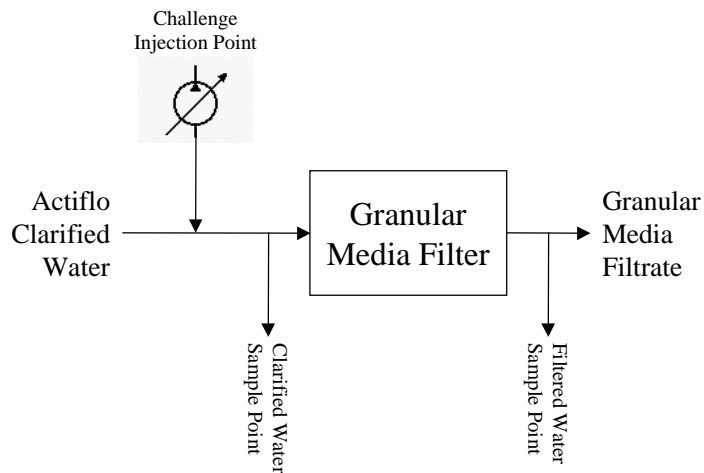 Challenge
Injection Point
Actiflo
Clarified
Water
Granular
Media Filter
Granular
Media
Filtrate
Clarified Water
Sample Point
Filtered Water
Sample Point